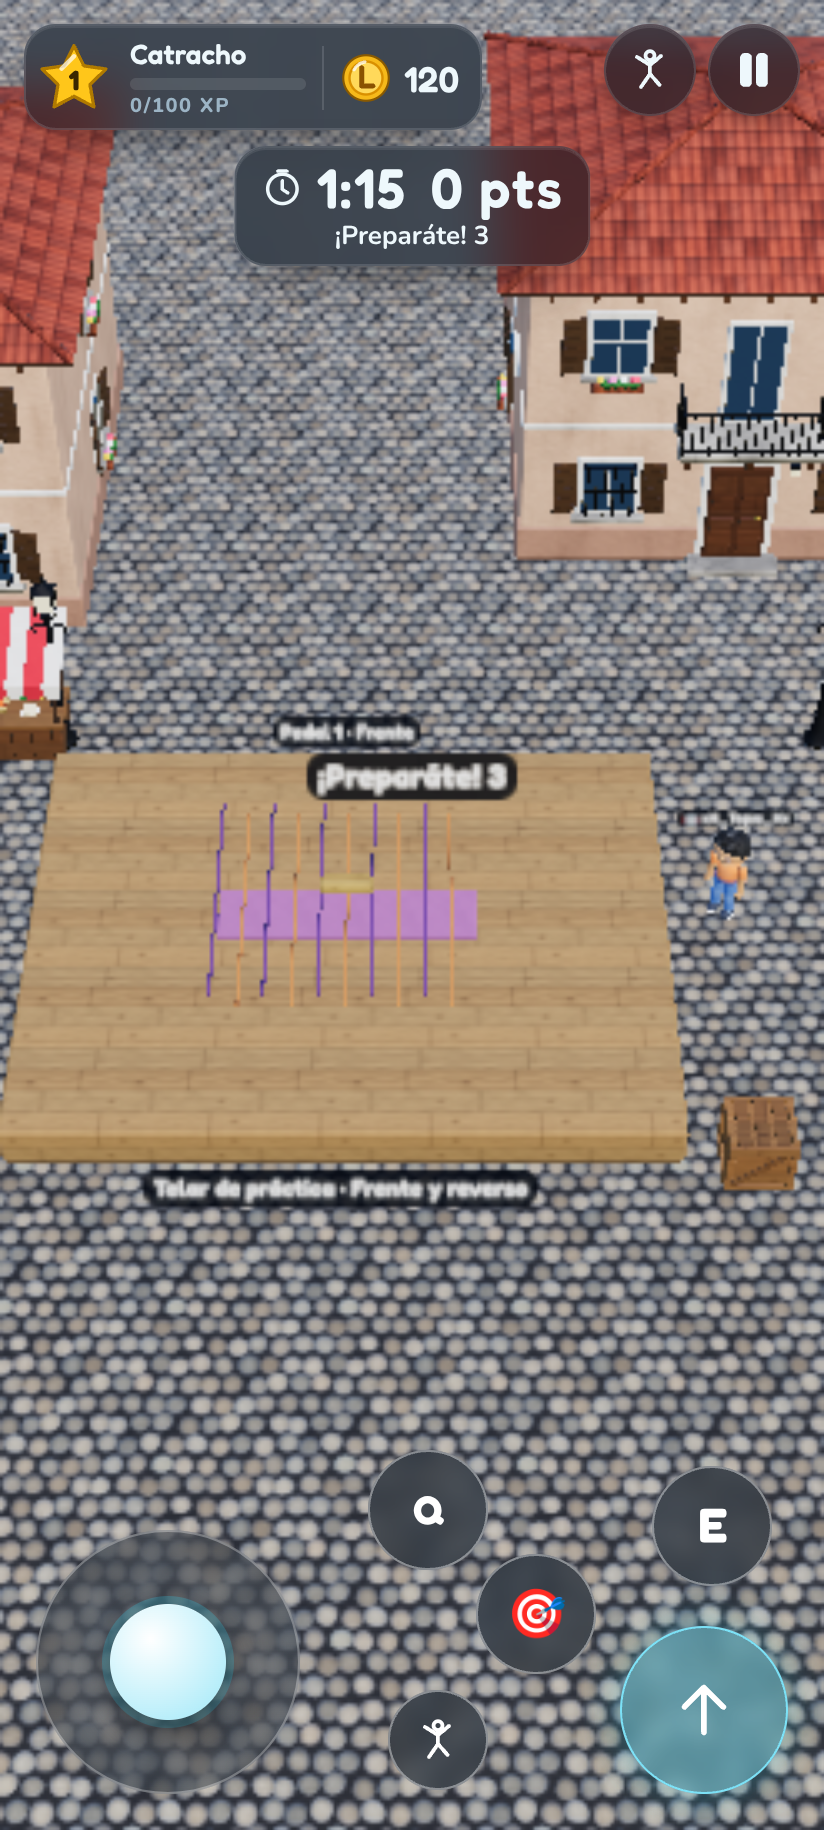 1
Catracho
0/100 XP
L
120
1:15 0 pts
¡Preparáte! 3
Pedal 1 · Frente
¡Preparáte! 3
Telar de práctica · Frente y reverso
Q
E